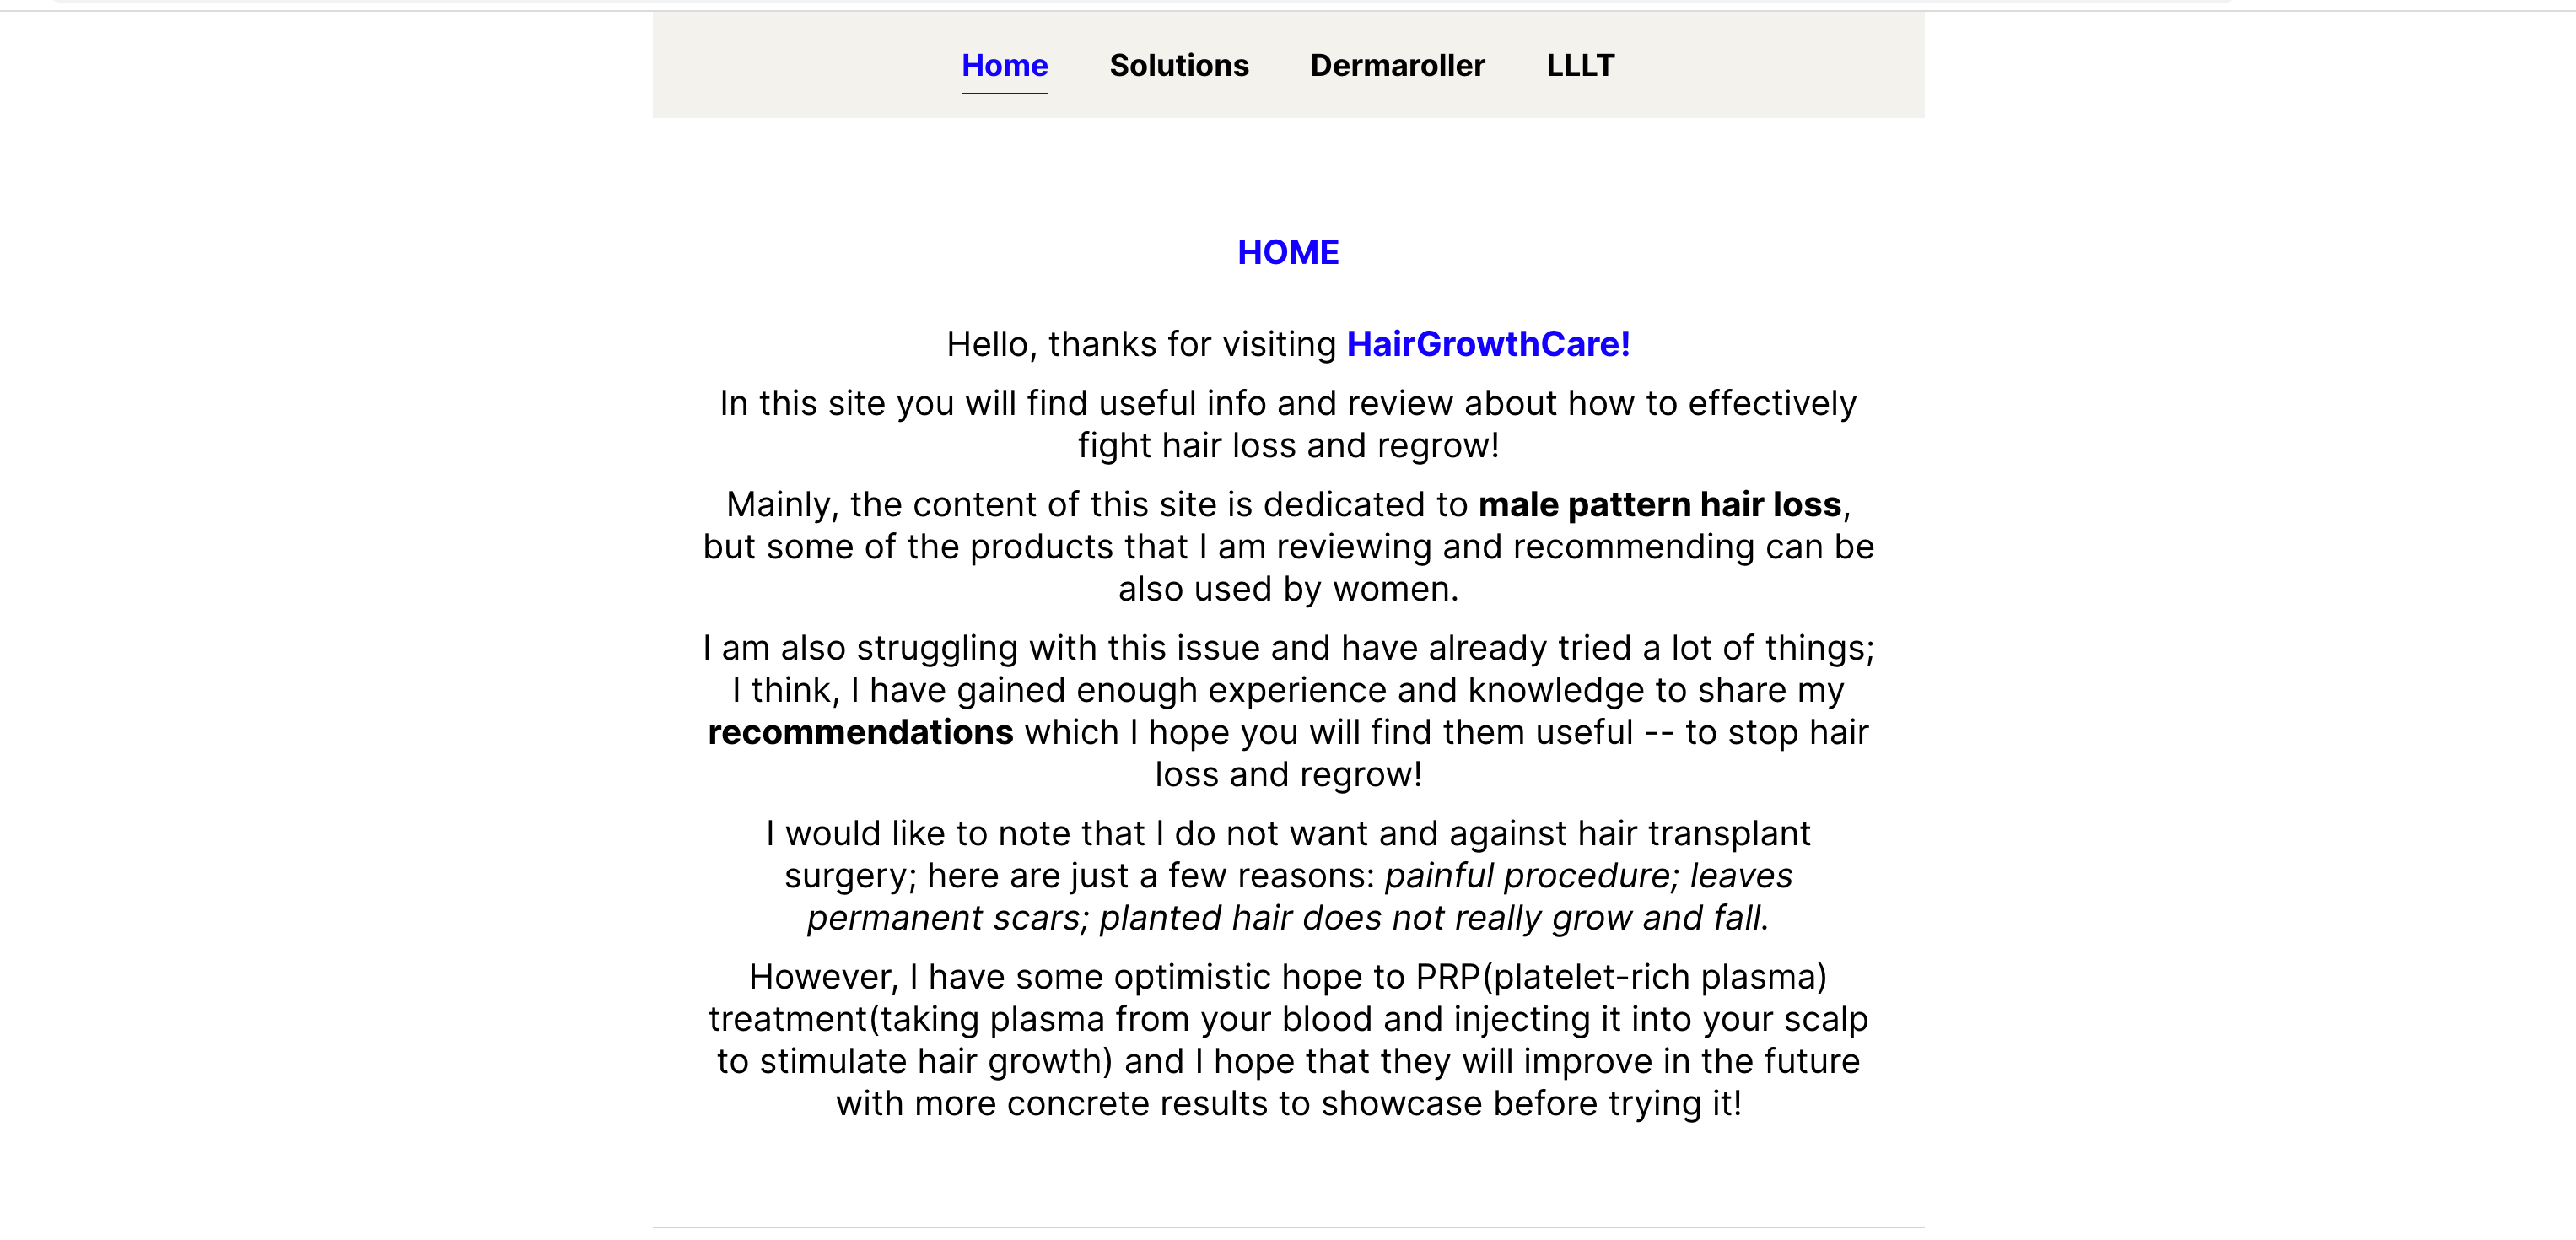 Home Solutions Dermaroller LLLT
HOME
Hello, thanks for visiting HairGrowthCare!
In this site you will find useful info and review about how to effectively
fight hair loss and regrow!
Mainly, the content of this site is dedicated to male pattern hair loss,
but some of the products that I am reviewing and recommending can be
also used by women.
I am also struggling with this issue and have already tried a lot of things;
I think, I have gained enough experience and knowledge to share my
recommendations which I hope you will find them useful -- to stop hair
loss and regrow!
I would like to note that I do not want and against hair transplant
surgery; here are just a few reasons: painful procedure; leaves
permanent scars; planted hair does not really grow and fall.
However, I have some optimistic hope to PRP(platelet-rich plasma)
treatment(taking plasma from your blood and injecting it into your scalp
to stimulate hair growth) and I hope that they will improve in the future
with more concrete results to showcase before trying it!